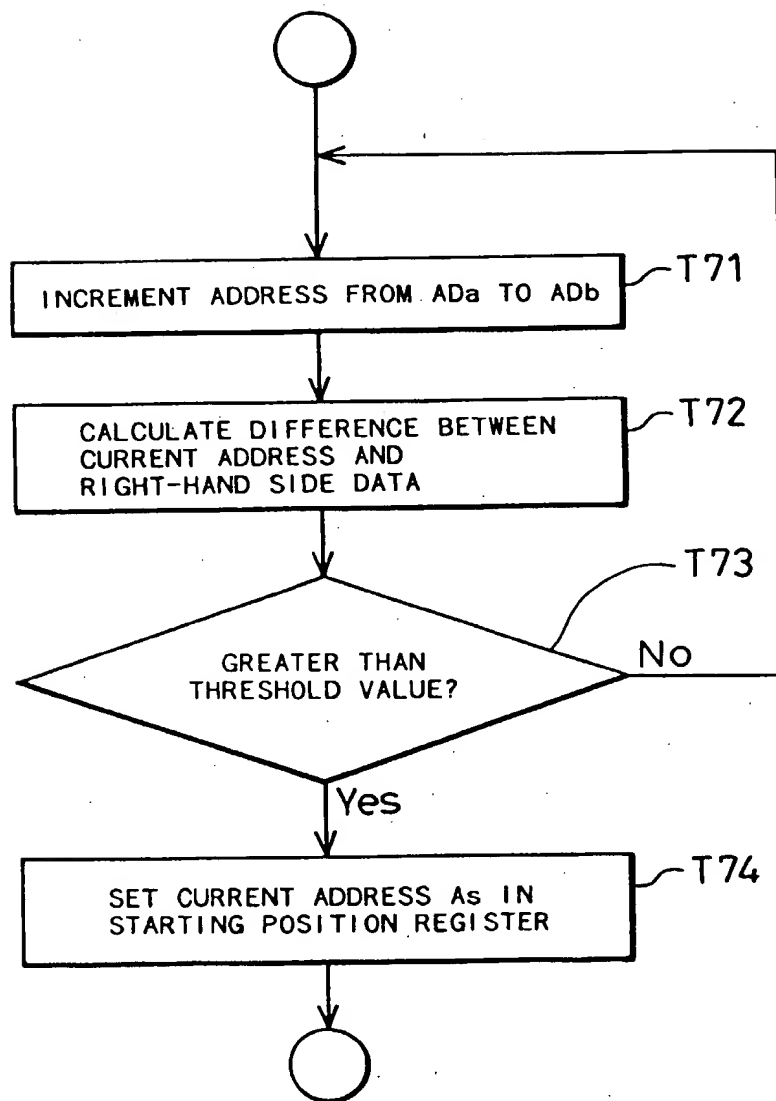 INCREMENT ADDRESS FROM ADa TO ADb
T71
CALCULATE DIFFERENCE BETWEEN
CURRENT ADDRESS AND
RIGHT-HAND SIDE DATA
T72
T73
GREATER THAN
THRESHOLD VALUE?
No
Yes
SET CURRENT ADDRESS As IN
STARTING POSITION REGISTER
T74